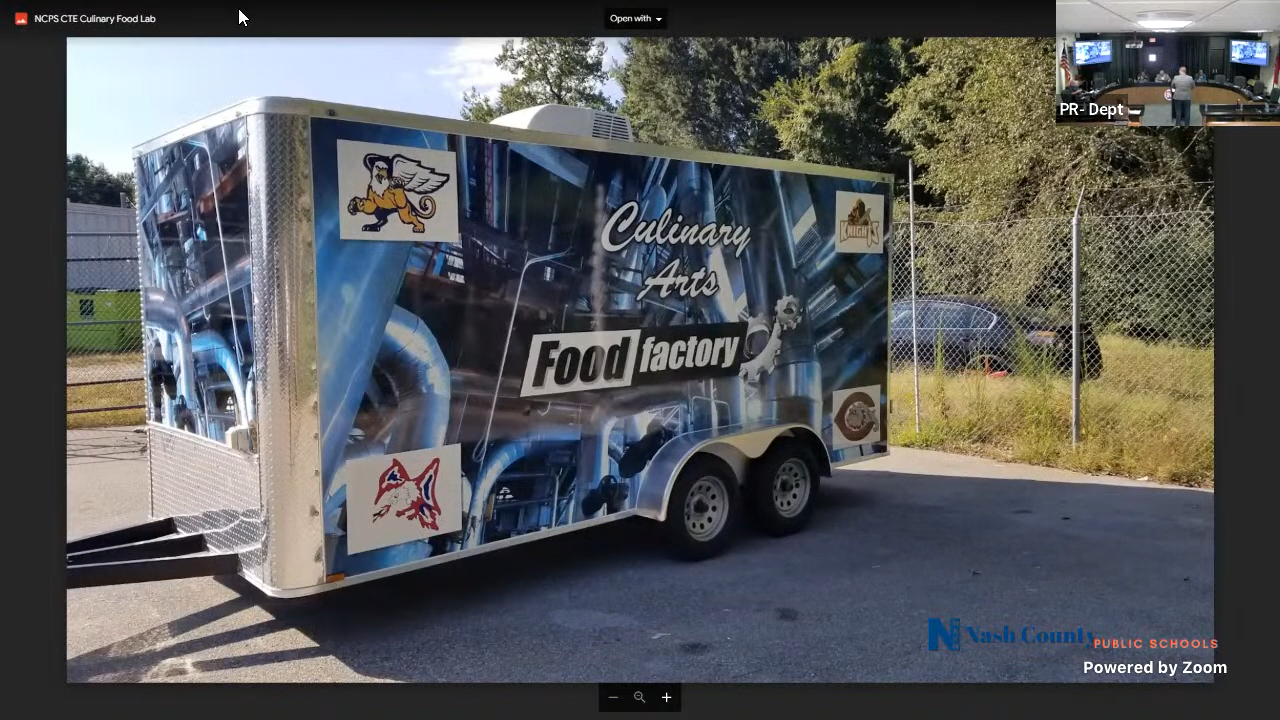 NCPS CTE Culinary Food Lab
Open with
PR- Dept
Culinary
Arts
Food factory
KNIGHTS
C
N Nash County
PUBLIC SCHOOLS
Powered by Zoom